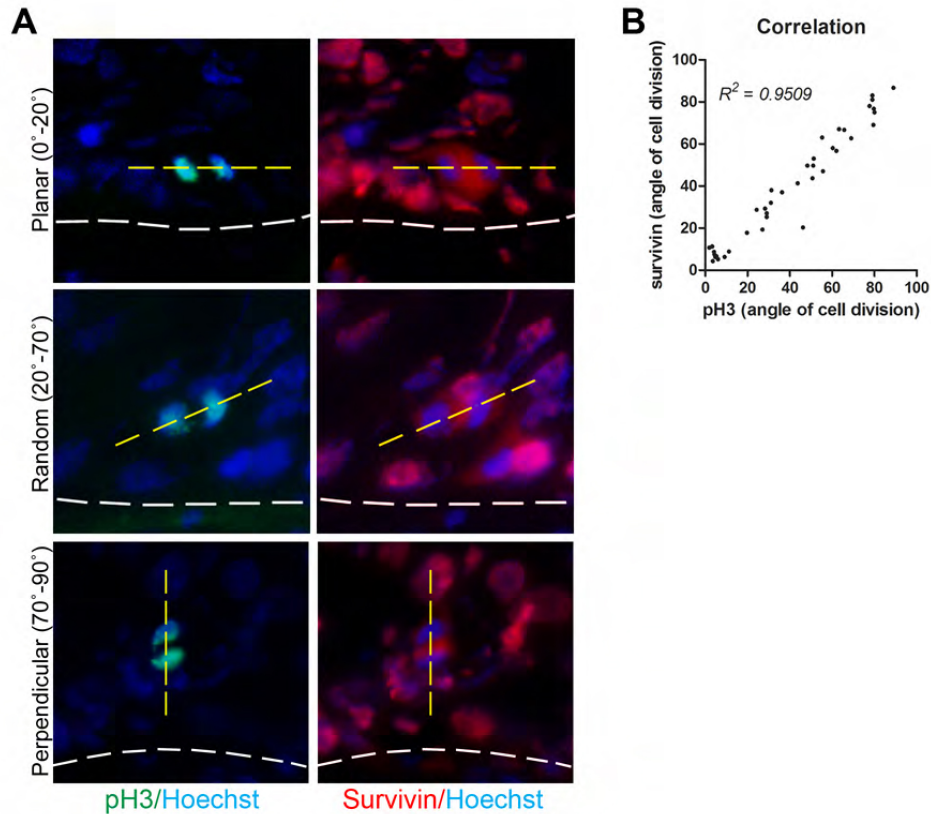 A
Planar (0˚-20˚)
Random (20˚-70˚)
Perpendicular (70˚-90˚)
pH3/Hoechst
Survivin/Hoechst
B
Correlation
R² = 0.9509
survivin (angle of cell division)
100
80
60
40
20
0
0 20 40 60 80 100
pH3 (angle of cell division)